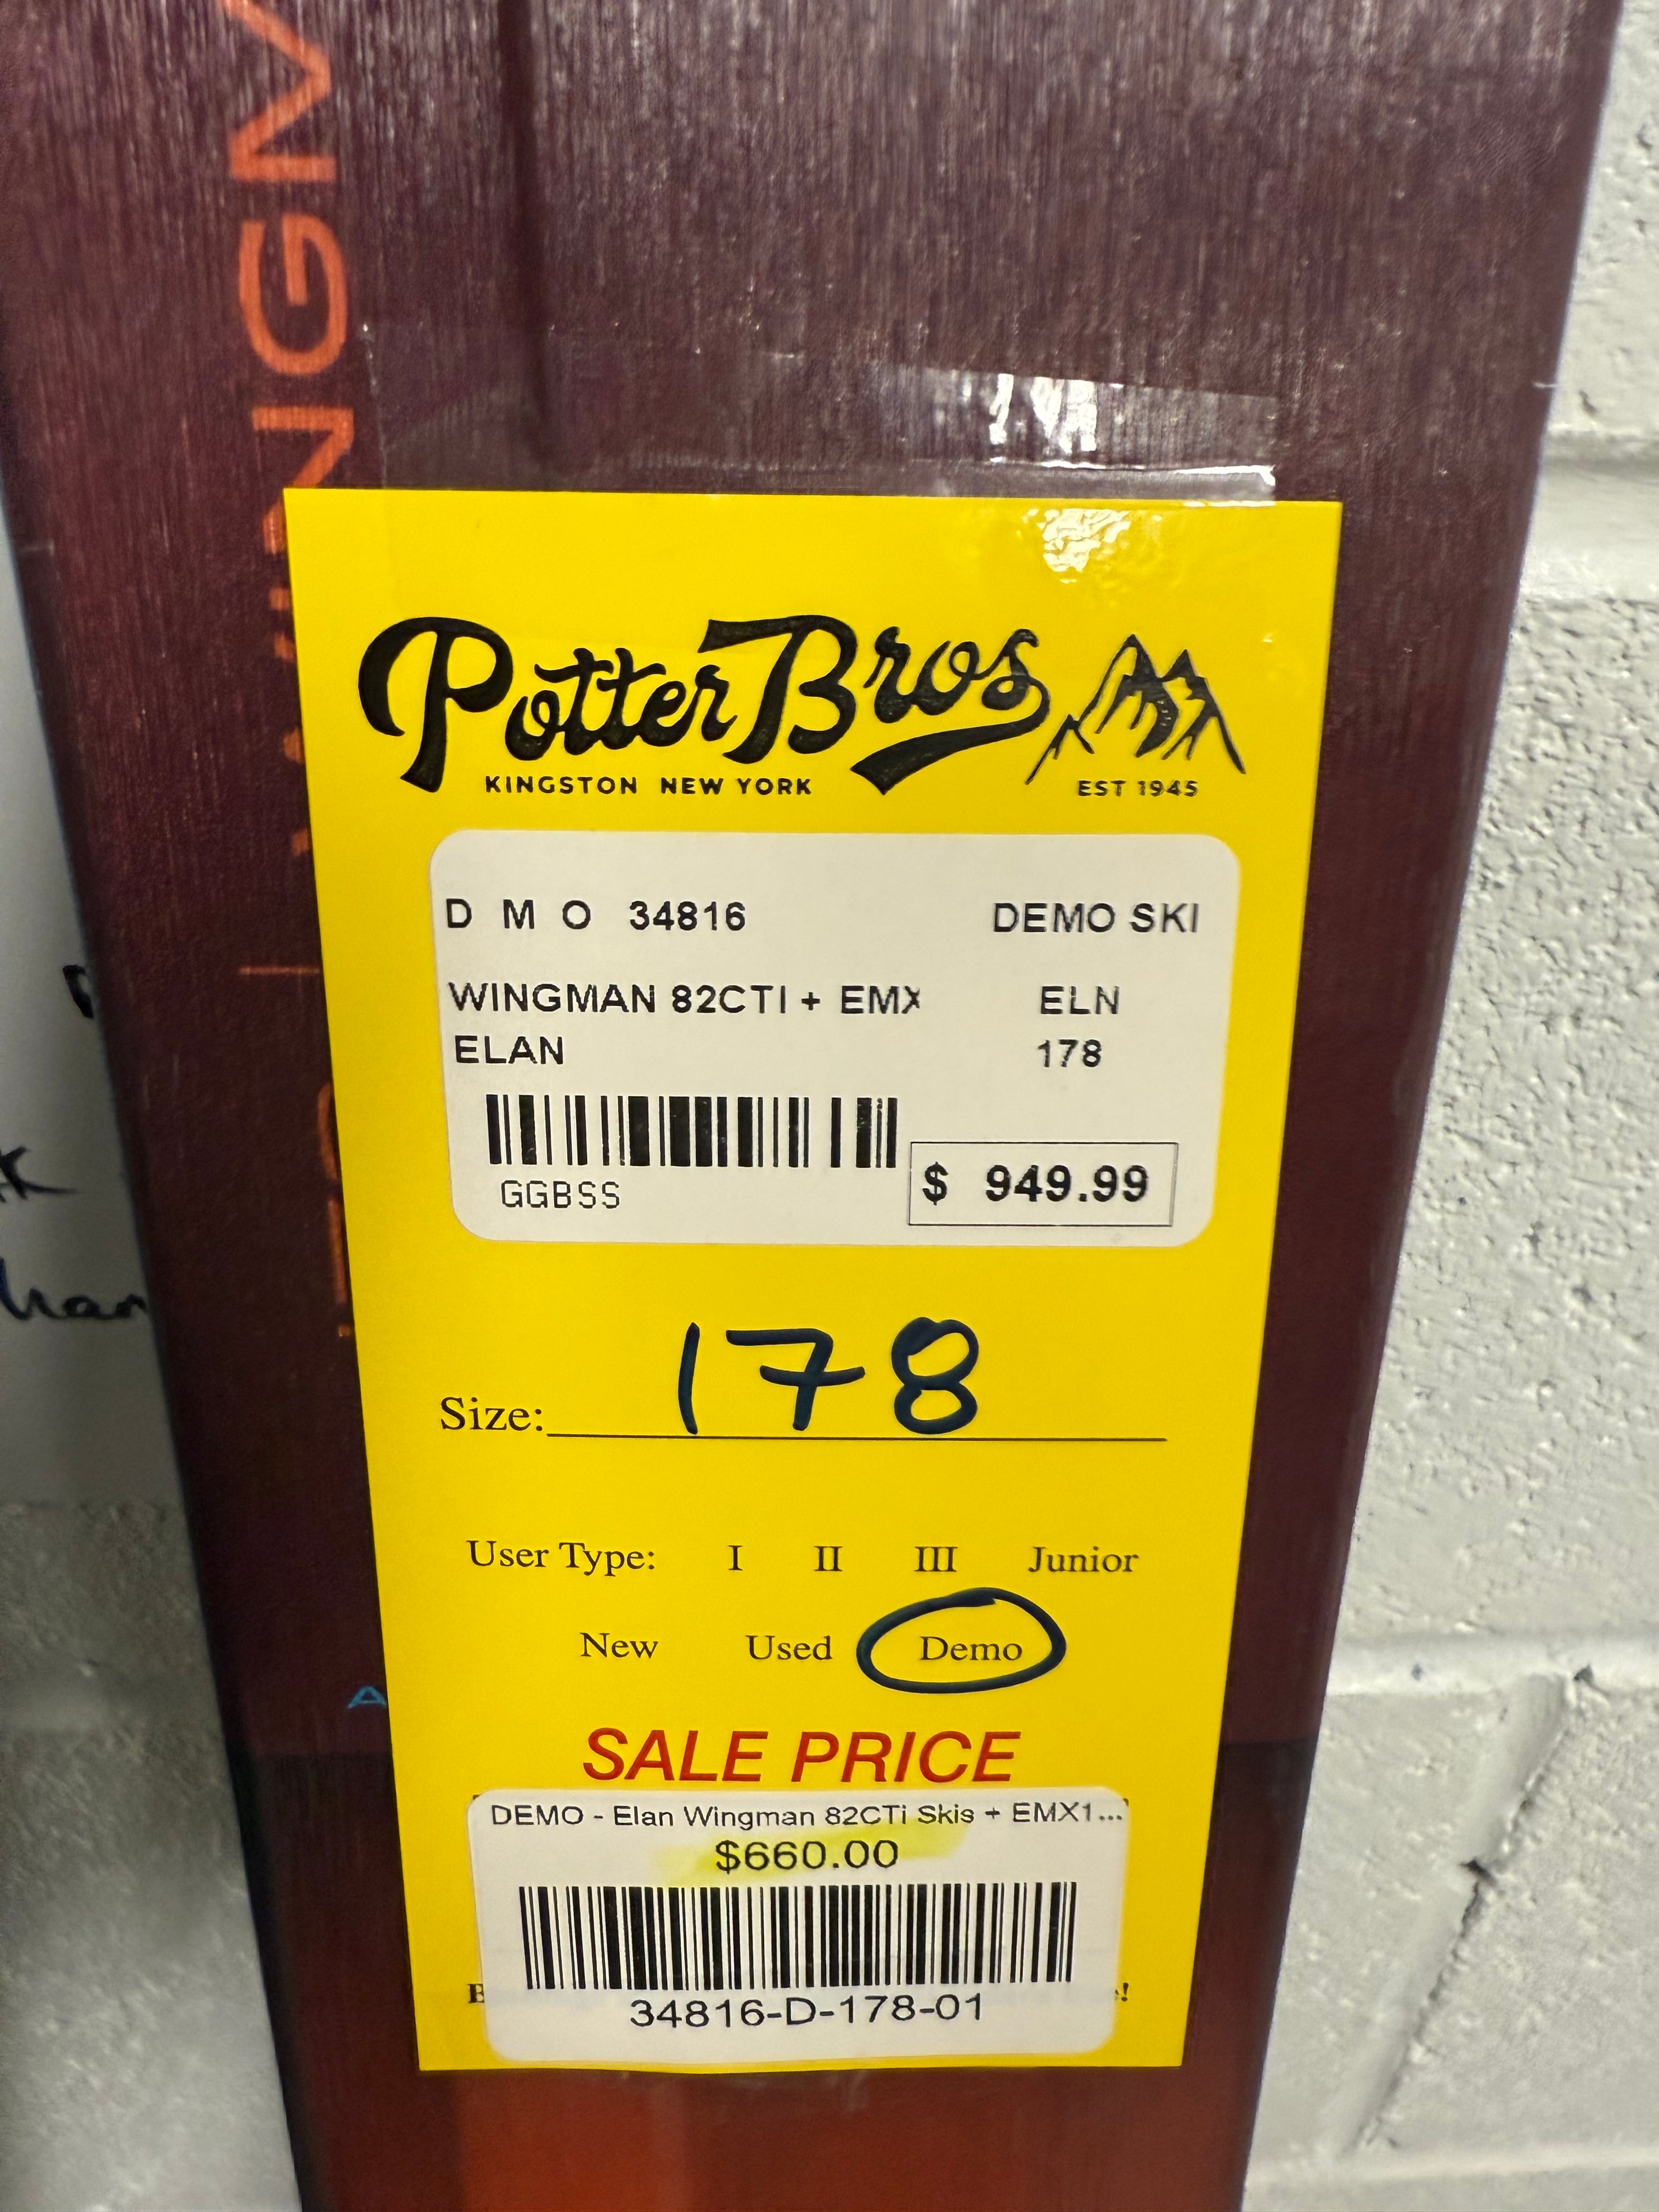 WINGM
Potter Bros
KINGSTON NEW YORK
EST 1945
D M O 34816 DEMO SKI
WINGMAN 82CTI + EMX ELN
ELAN 178
GGBSS
$ 949.99
Size: 178
User Type: I II III Junior
New Used Demo
SALE PRICE
DEMO - Elan Wingman 82CTi Skis + EMX1...
$660.00
34816-D-178-01